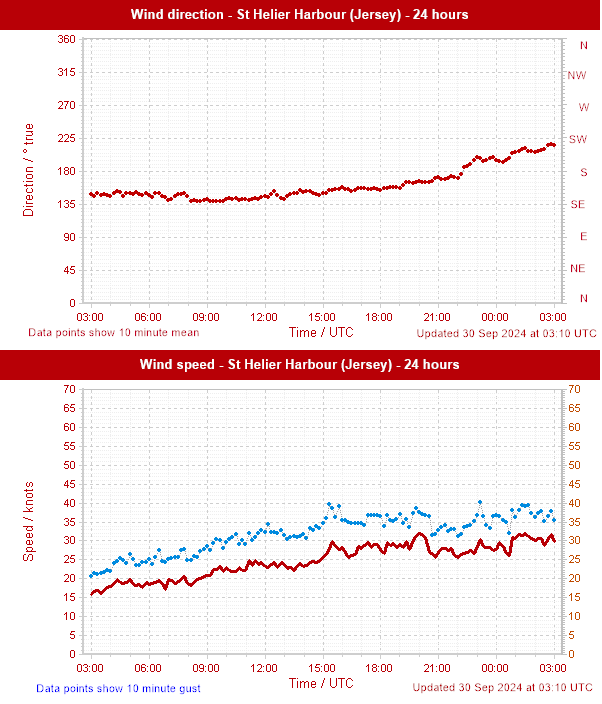 Wind direction - St Helier Harbour (Jersey) - 24 hours
360 N
315 NW
270 W
225 SW
180 S
135 SE
90 E
45 NE
0 N
Direction / ° true
03:00 06:00 09:00 12:00 15:00 18:00 21:00 00:00 03:00
Data points show 10 minute mean Time / UTC Updated 30 Sep 2024 at 03:10 UTC
Wind speed - St Helier Harbour (Jersey) - 24 hours
70 70
65 65
60 60
55 55
50 50
45 45
40 40
35 35
30 30
25 25
20 20
15 15
10 10
5 5
0 0
Speed / knots
03:00 06:00 09:00 12:00 15:00 18:00 21:00 00:00 03:00
Data points show 10 minute gust Time / UTC Updated 30 Sep 2024 at 03:10 UTC